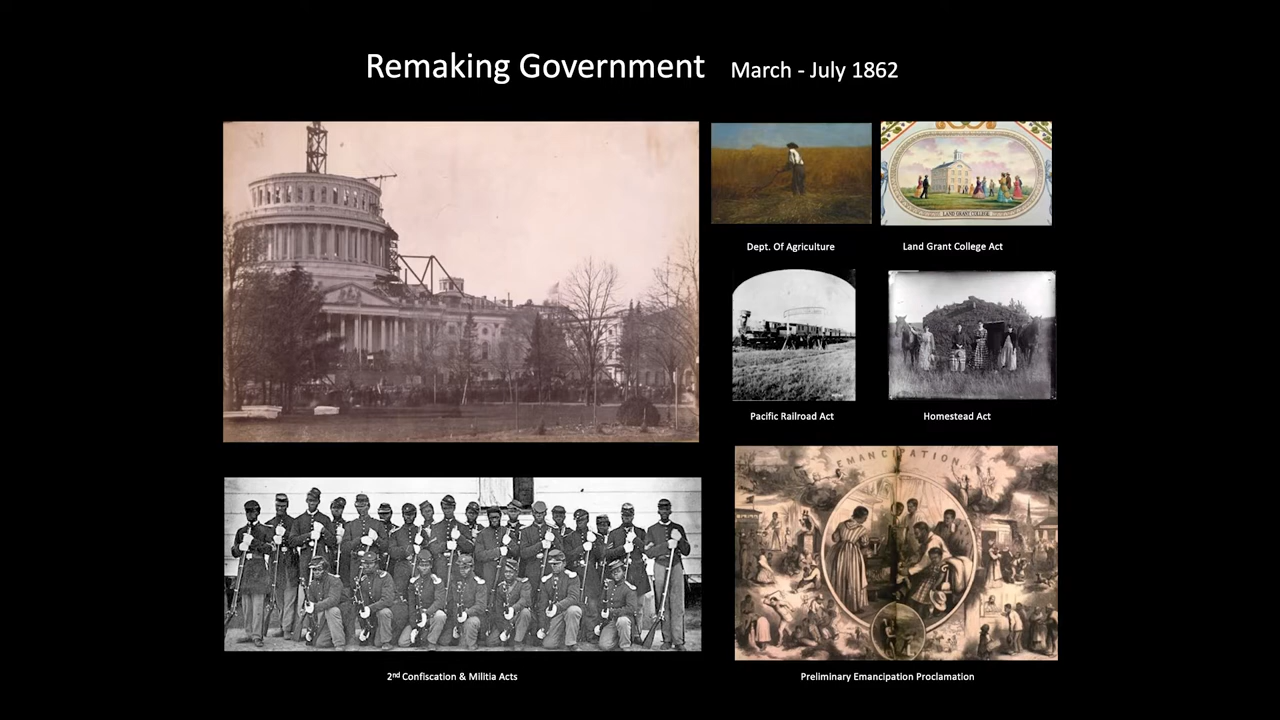 Remaking Government March - July 1862
LAND GRANT COLLEGE
Dept. Of Agriculture
Land Grant College Act
Pacific Railroad Act
Homestead Act
EMANCIPATION
2nd Confiscation & Militia Acts
Preliminary Emancipation Proclamation